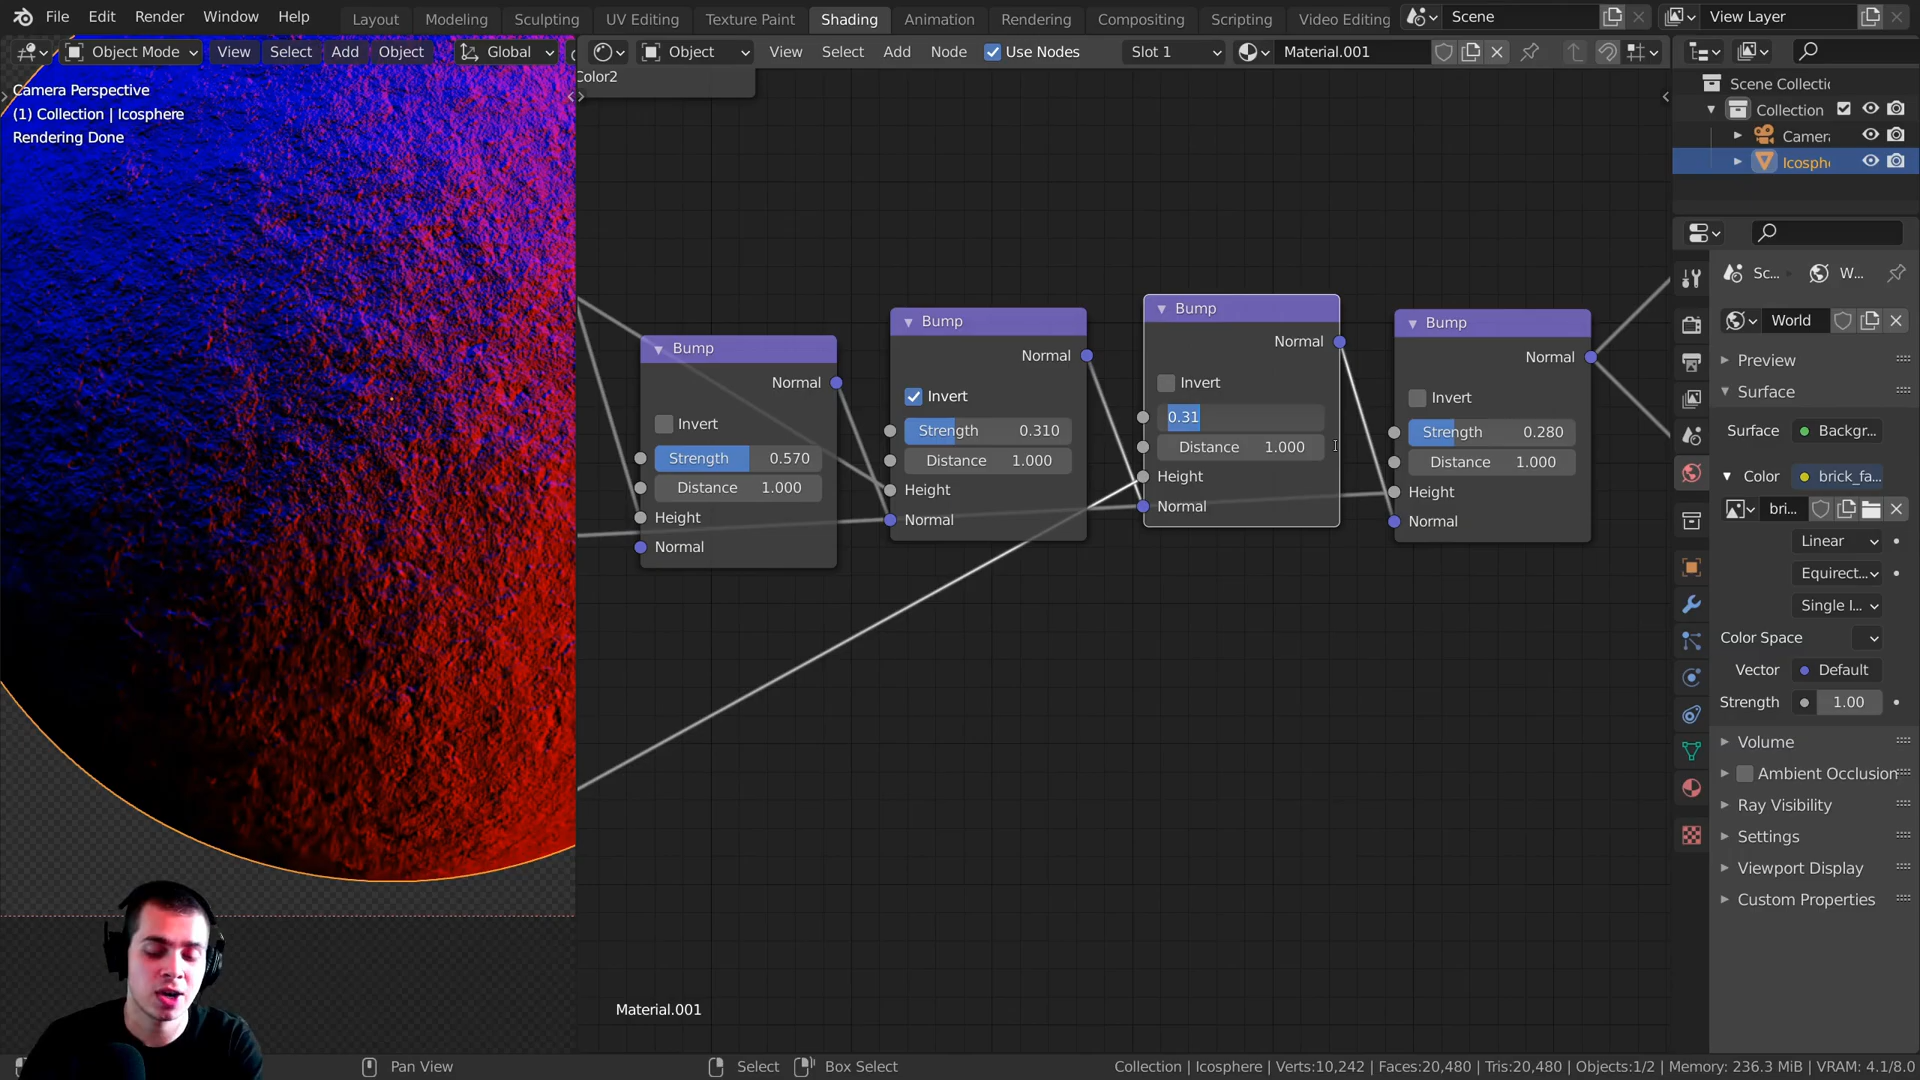 File Edit Render Window Help Layout Modeling Sculpting UV Editing Texture Paint Shading Animation Rendering Compositing Scripting Video Editing Scene View Layer
Object Mode View Select Add Object Global Object View Select Add Node Use Nodes Slot 1 Material.001
Color2
Camera Perspective
(1) Collection | Icosphere
Rendering Done
Scene Collecti
Collection
Camer
Icosph
Sc... W...
World
Preview
Surface
Surface Backgr...
Color brick_fa...
bri...
Linear
Equirect...
Single I...
Color Space
Vector Default
Strength 1.00
Volume
Ambient Occlusion
Ray Visibility
Settings
Viewport Display
Custom Properties
Bump
Normal
Invert
Strength 0.570
Distance 1.000
Height
Normal
Bump
Normal
Invert
Strength 0.310
Distance 1.000
Height
Normal
Bump
Normal
Invert
0.31
Distance 1.000
Height
Normal
Bump
Normal
Invert
Strength 0.280
Distance 1.000
Height
Normal
Material.001
Pan View Select Box Select Collection | Icosphere | Verts:10,242 | Faces:20,480 | Tris:20,480 | Objects:1/2 | Memory: 236.3 MiB | VRAM: 4.1/8.0